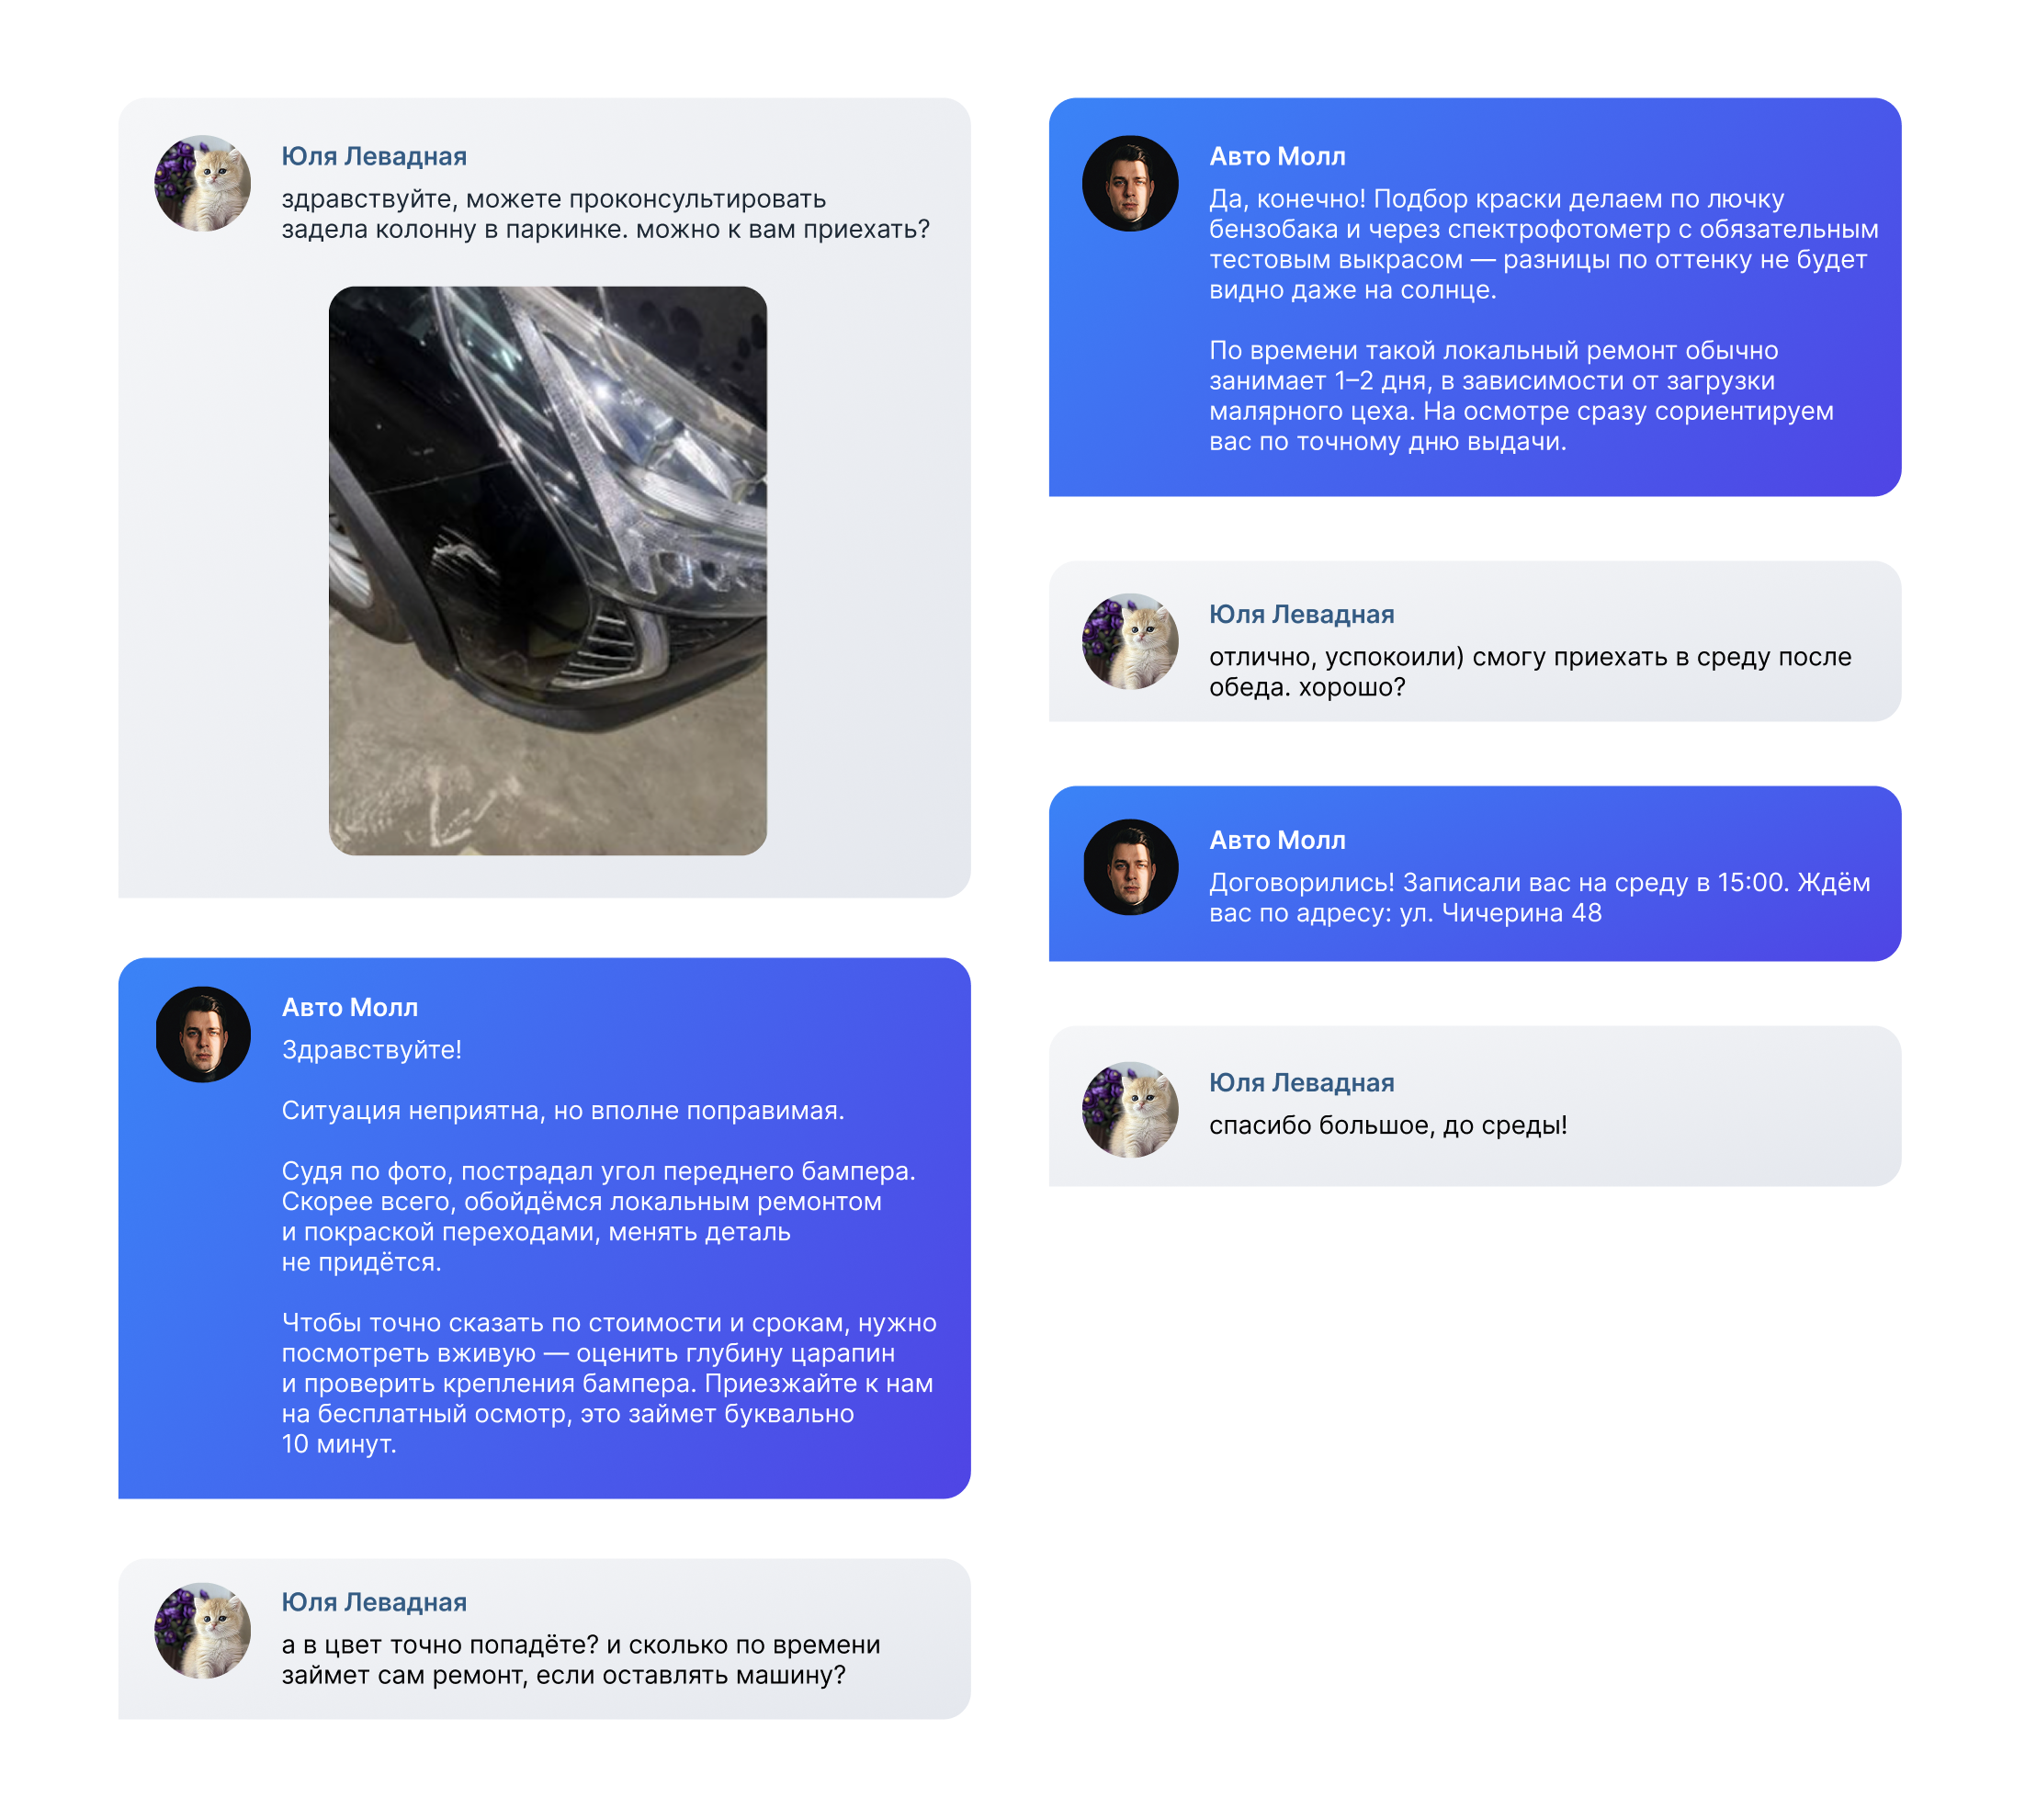 Юля Левадная
здравствуйте, можете проконсультировать
задела колонну в паркинке. можно к вам приехать?
Авто Молл
Здравствуйте!
Ситуация неприятна, но вполне поправимая.
Судя по фото, пострадал угол переднего бампера.
Скорее всего, обойдёмся локальным ремонтом
и покраской переходами, менять деталь
не придётся.
Чтобы точно сказать по стоимости и срокам, нужно
посмотреть вживую — оценить глубину царапин
и проверить крепления бампера. Приезжайте к нам
на бесплатный осмотр, это займет буквально
10 минут.
Юля Левадная
а в цвет точно попадёте? и сколько по времени
займет сам ремонт, если оставлять машину?
Авто Молл
Да, конечно! Подбор краски делаем по лючку
бензобака и через спектрофотометр с обязательным
тестовым выкрасом — разницы по оттенку не будет
видно даже на солнце.
По времени такой локальный ремонт обычно
занимает 1–2 дня, в зависимости от загрузки
малярного цеха. На осмотре сразу сориентируем
вас по точному дню выдачи.
Юля Левадная
отлично, успокоили) смогу приехать в среду после
обеда. хорошо?
Авто Молл
Договорились! Записали вас на среду в 15:00. Ждём
вас по адресу: ул. Чичерина 48
Юля Левадная
спасибо большое, до среды!